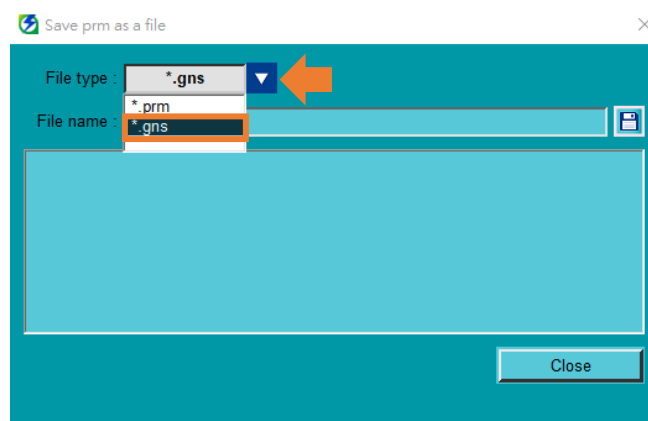 Save prm as a file
File type : *.gns
*.prm
File name : *.gns
Close